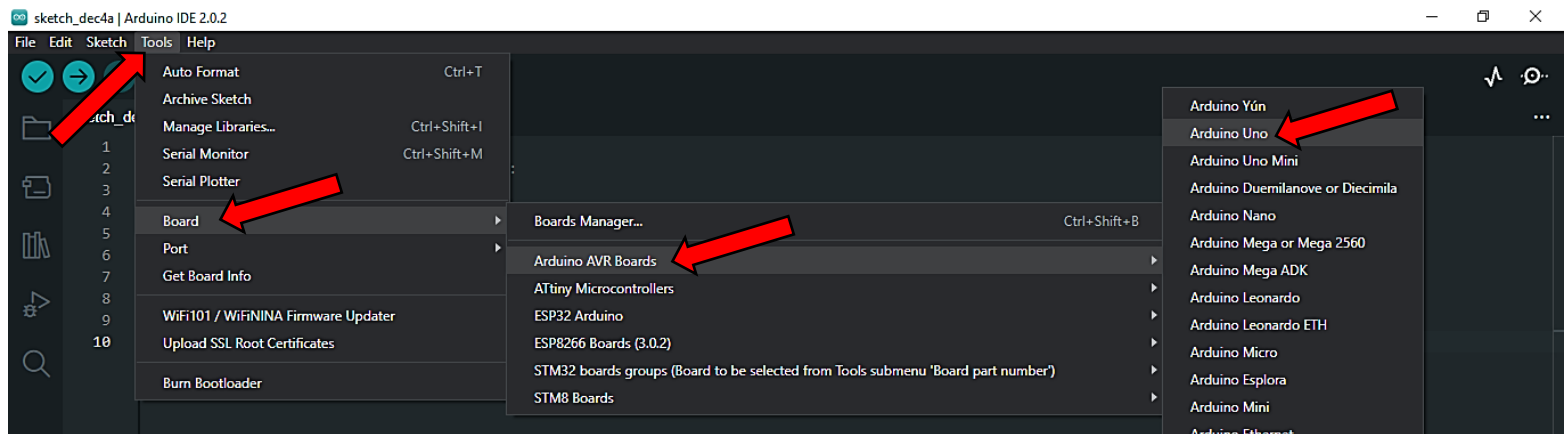 sketch_dec4a | Arduino IDE 2.0.2
File Edit Sketch Tools Help
Auto Format Ctrl+T
Archive Sketch
Manage Libraries... Ctrl+Shift+I
Serial Monitor Ctrl+Shift+M
Serial Plotter
Board
Port
Get Board Info
WiFi101 / WiFiNINA Firmware Updater
Upload SSL Root Certificates
Burn Bootloader
1
2
3
4
5
6
7
8
9
10
Boards Manager... Ctrl+Shift+B
Arduino AVR Boards
ATtiny Microcontrollers
ESP32 Arduino
ESP8266 Boards (3.0.2)
STM32 boards groups (Board to be selected from Tools submenu 'Board part number')
STM8 Boards
Arduino Yún
Arduino Uno
Arduino Uno Mini
Arduino Duemilanove or Diecimila
Arduino Nano
Arduino Mega or Mega 2560
Arduino Mega ADK
Arduino Leonardo
Arduino Leonardo ETH
Arduino Micro
Arduino Esplora
Arduino Mini
Arduino Ethernet